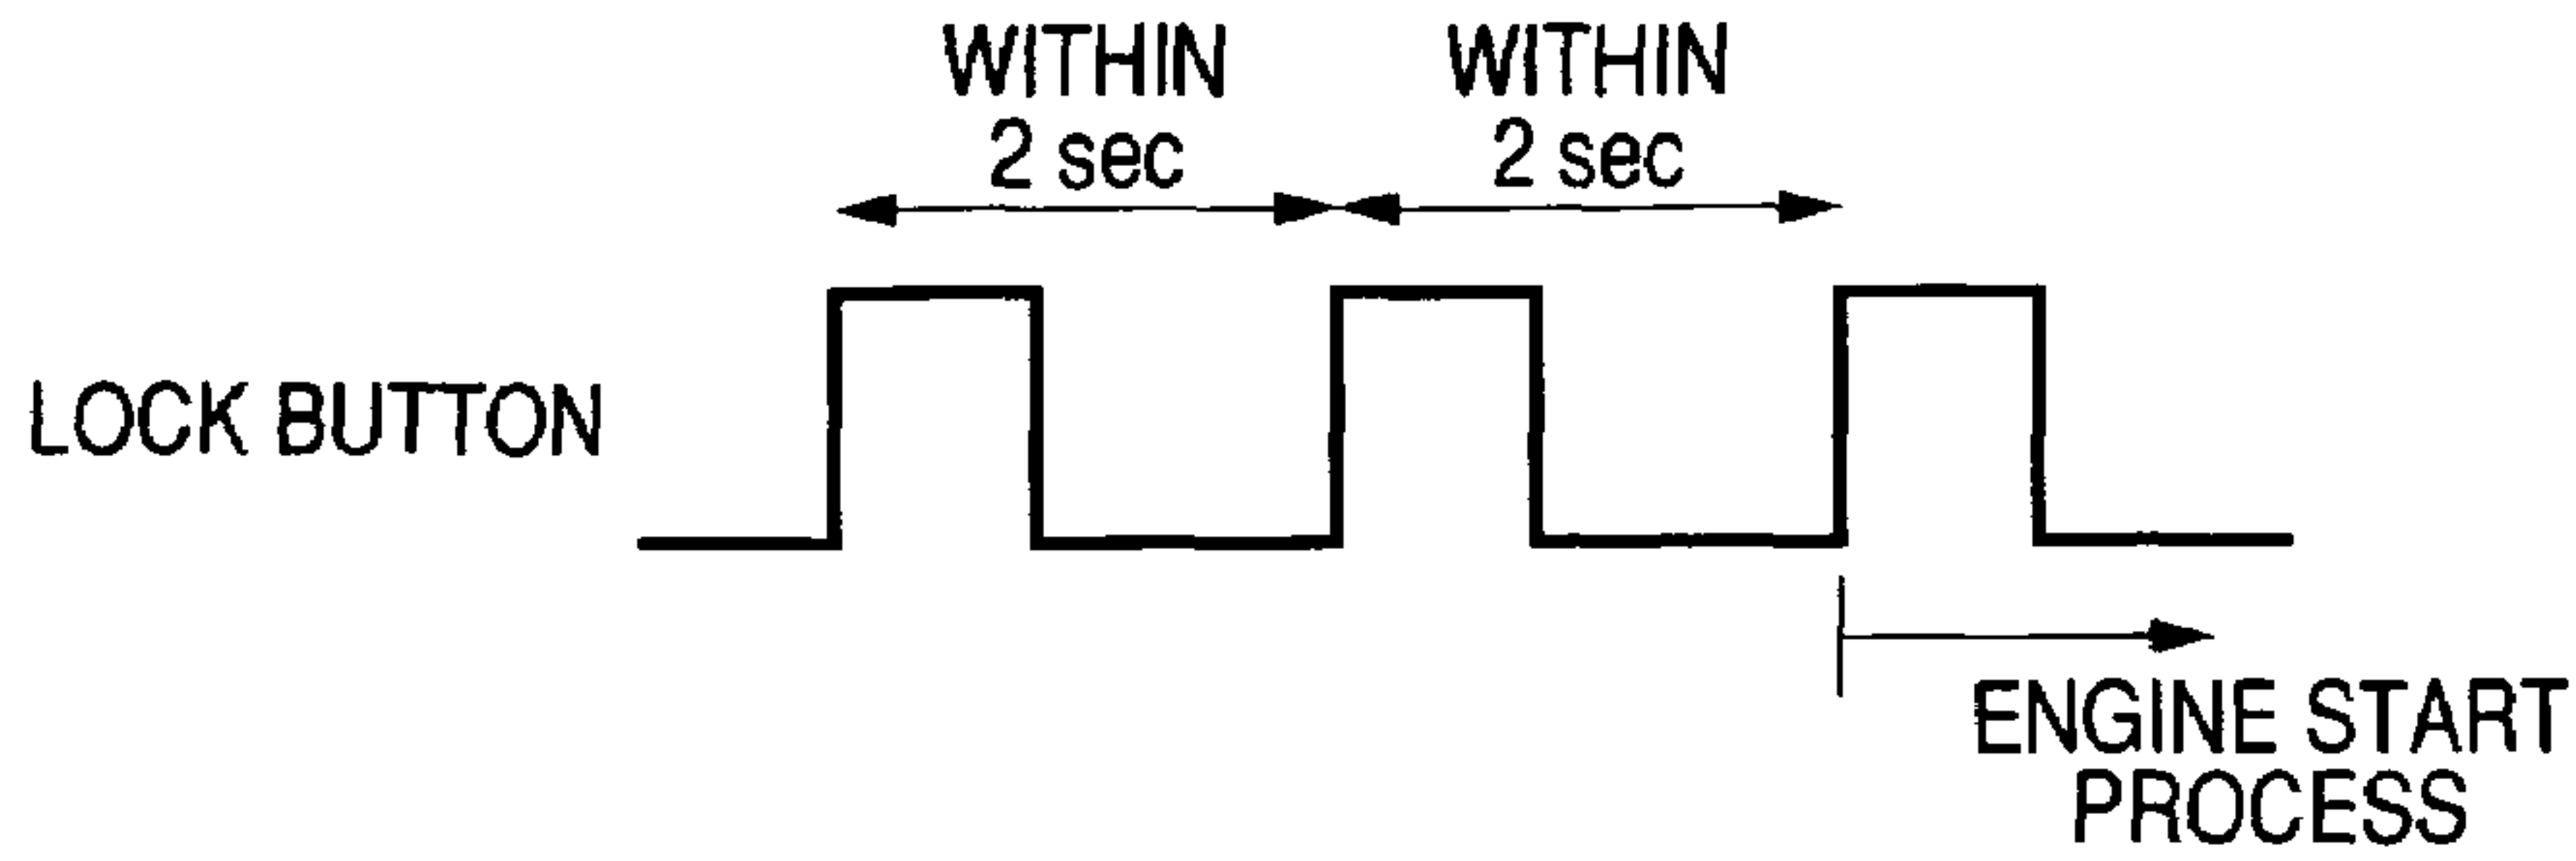 WITHIN
2 sec
WITHIN
2 sec
LOCK BUTTON
ENGINE START
PROCESS